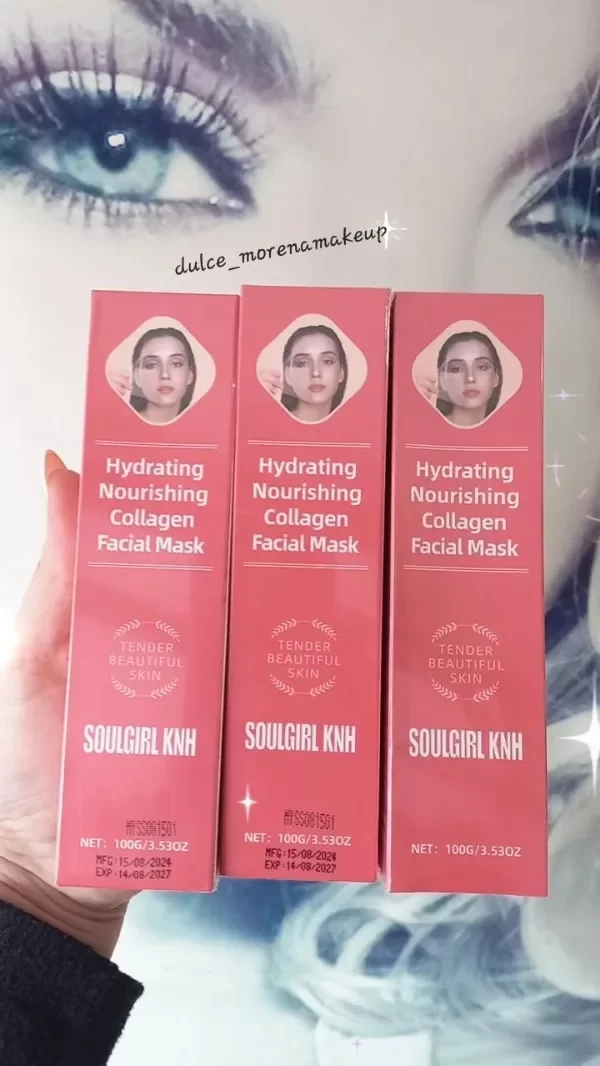 dulce_morenamakeup
Hydrating
Nourishing
Collagen
Facial Mask
TENDER
BEAUTIFUL
SKIN
SOULGIRL KNH
NET: 100G/3.53OZ
MFG:15/08/2024
EXP:14/08/2027
Hydrating
Nourishing
Collagen
Facial Mask
TENDER
BEAUTIFUL
SKIN
SOULGIRL KNH
NET: 100G/3.53OZ
MFG:15/08/2024
EXP:14/08/2027
Hydrating
Nourishing
Collagen
Facial Mask
TENDER
BEAUTIFUL
SKIN
SOULGIRL KNH
NET: 100G/3.53OZ